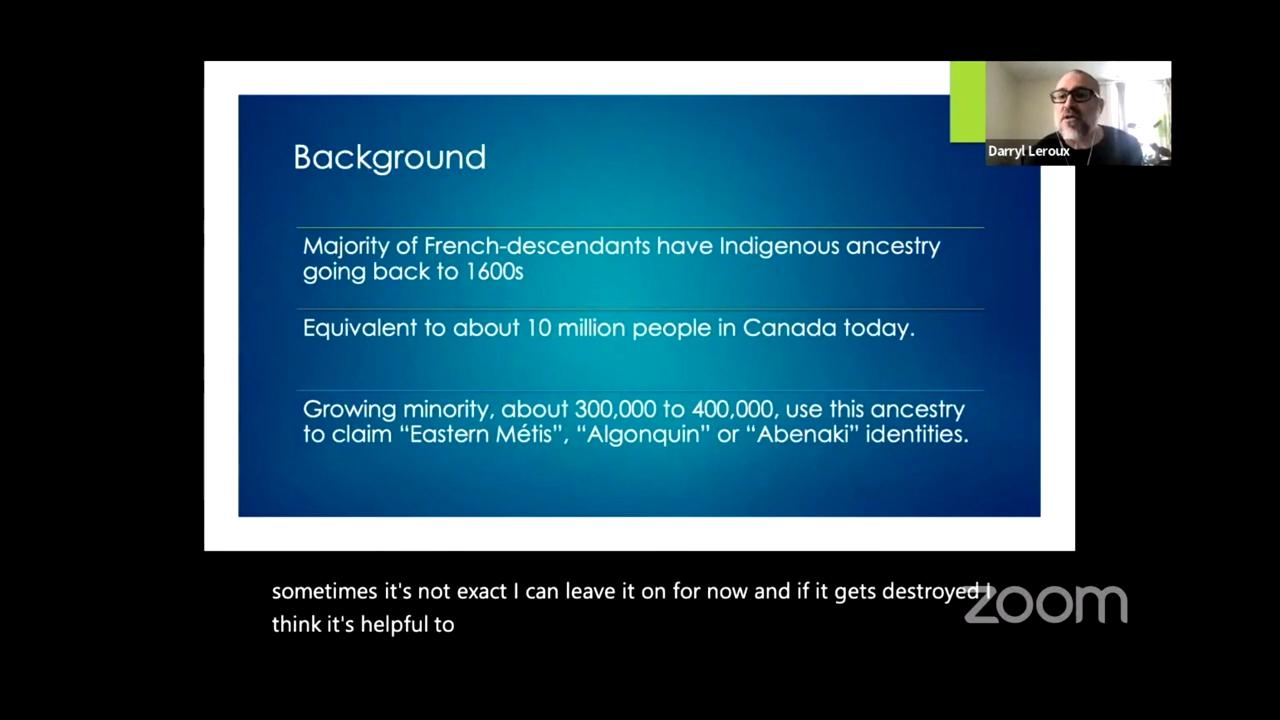 Background
Darryl Leroux
Majority of French-descendants have Indigenous ancestry
going back to 1600s
Equivalent to about 10 million people in Canada today.
Growing minority, about 300,000 to 400,000, use this ancestry
to claim “Eastern Métis”, “Algonquin” or “Abenaki” identities.
sometimes it's not exact I can leave it on for now and if it gets destroyed I
think it's helpful to
zoom